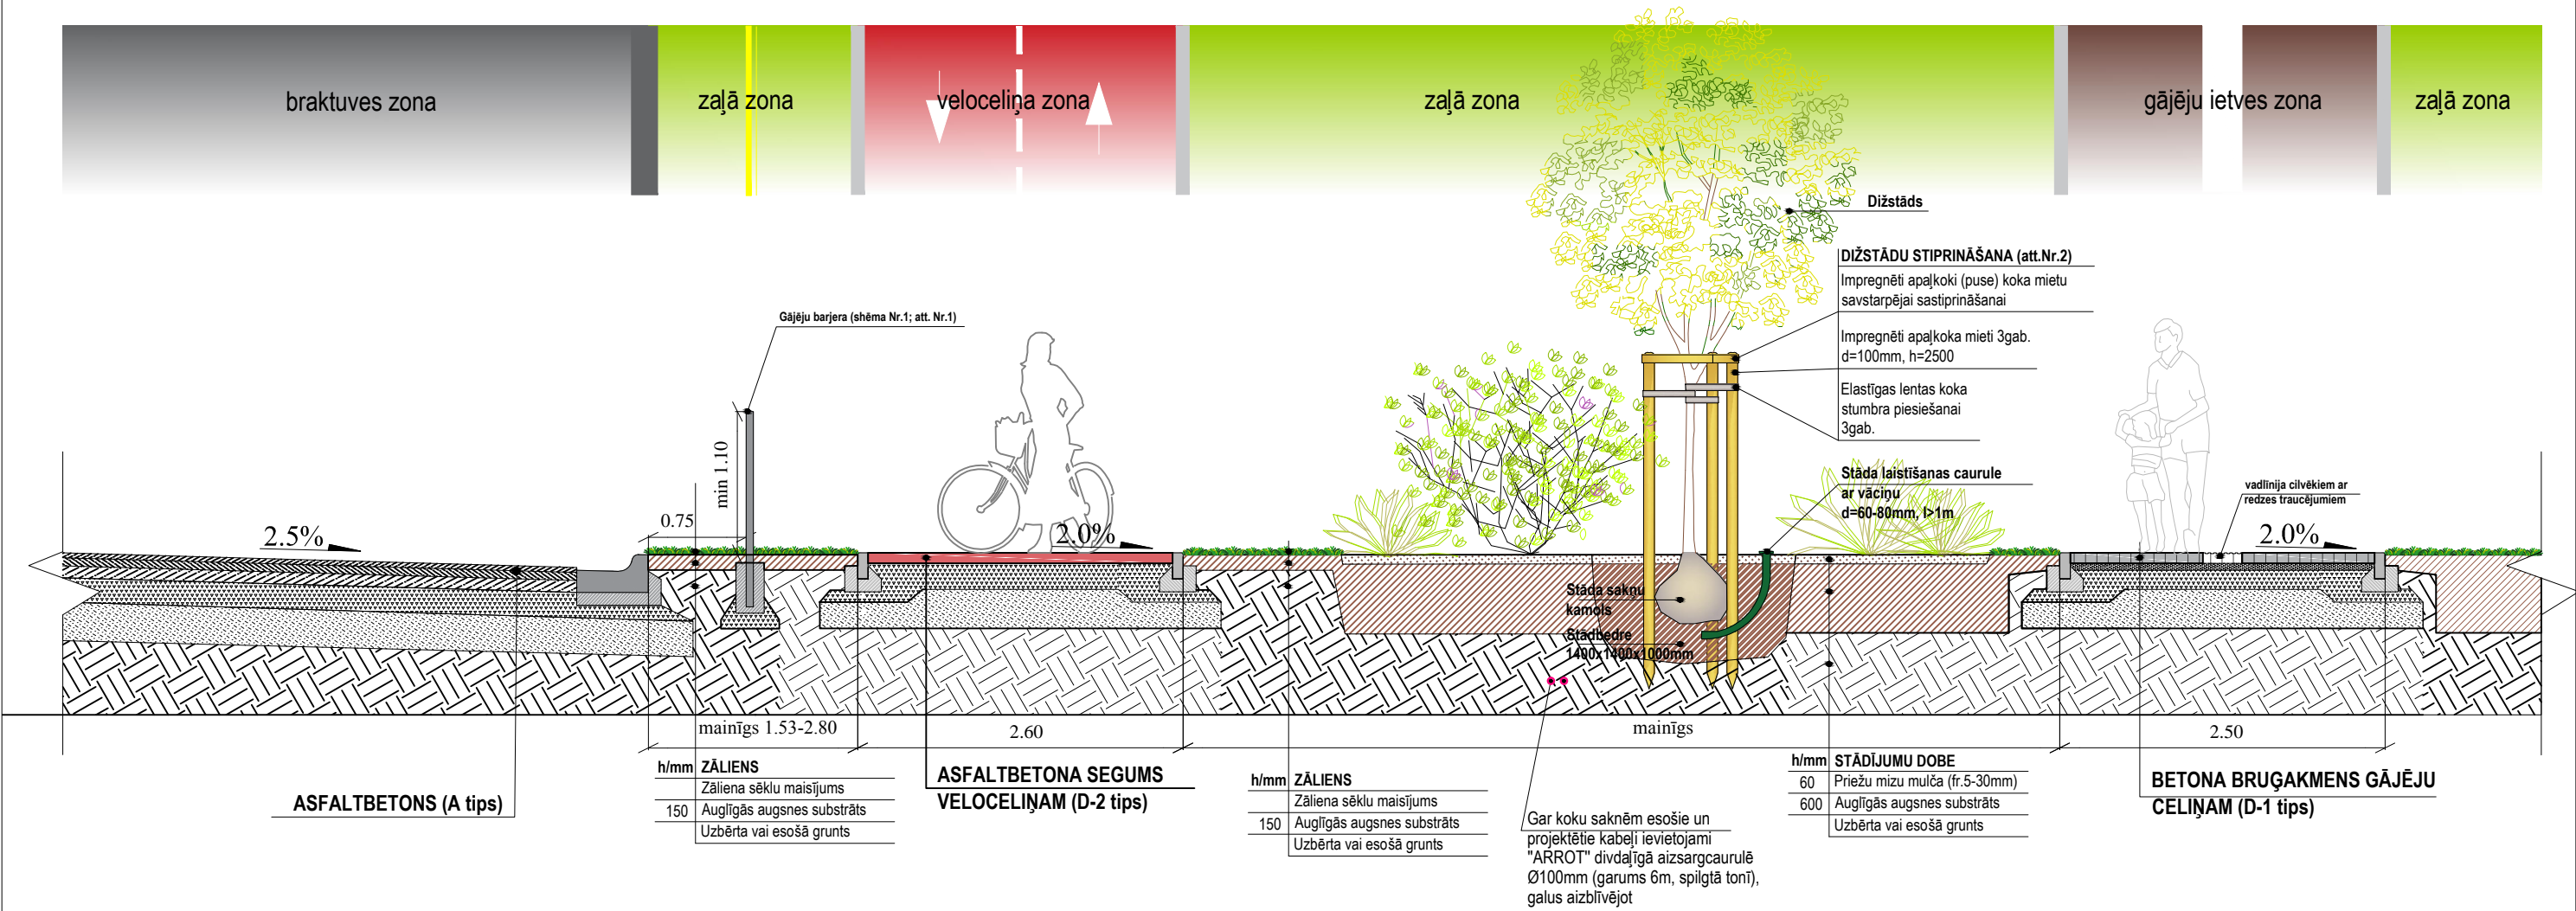 braktuves zona
zaļā zona
veloceliņa zona
zaļā zona
gājēju ietves zona
zaļā zona
Dižstāds
DIŽSTĀDU STIPRINĀŠANA (att.Nr.2)
Impregnēti apaļkoki (puse) koka mietu
savstarpējai sastiprināšanai
Impregnēti apaļkoka mieti 3gab.
d=100mm, h=2500
Elastīgas lentas koka
stumbra piesiešanai
3gab.
Gājēju barjera (shēma Nr.1; att. Nr.1)
min 1.10
0.75
2.5%
2.0%
Stāda laistīšanas caurule
ar vāciņu
d=60-80mm, l>1m
vadlīnija cilvēkiem ar
redzes traucējumiem
2.0%
Stāda sakņu
kamols
Stādbedre
1400x1400x1000mm
mainīgs 1.53-2.80
2.60
mainīgs
2.50
ASFALTBETONS (A tips)
h/mm ZĀLIENS
Zāliena sēklu maisījums
150 Auglīgās augsnes substrāts
Uzbērta vai esošā grunts
ASFALTBETONA SEGUMS
VELOCELIŅAM (D-2 tips)
h/mm ZĀLIENS
Zāliena sēklu maisījums
150 Auglīgās augsnes substrāts
Uzbērta vai esošā grunts
Gar koku saknēm esošie un
projektētie kabeļi ievietojami
"ARROT" divdaļīgā aizsargcaurulē
Ø100mm (garums 6m, spilgtā tonī),
galus aizblīvējot
h/mm STĀDĪJUMU DOBE
60 Priežu mizu mulča (fr.5-30mm)
600 Auglīgās augsnes substrāts
Uzbērta vai esošā grunts
BETONA BRUĢAKMENS GĀJĒJU
CELIŅAM (D-1 tips)